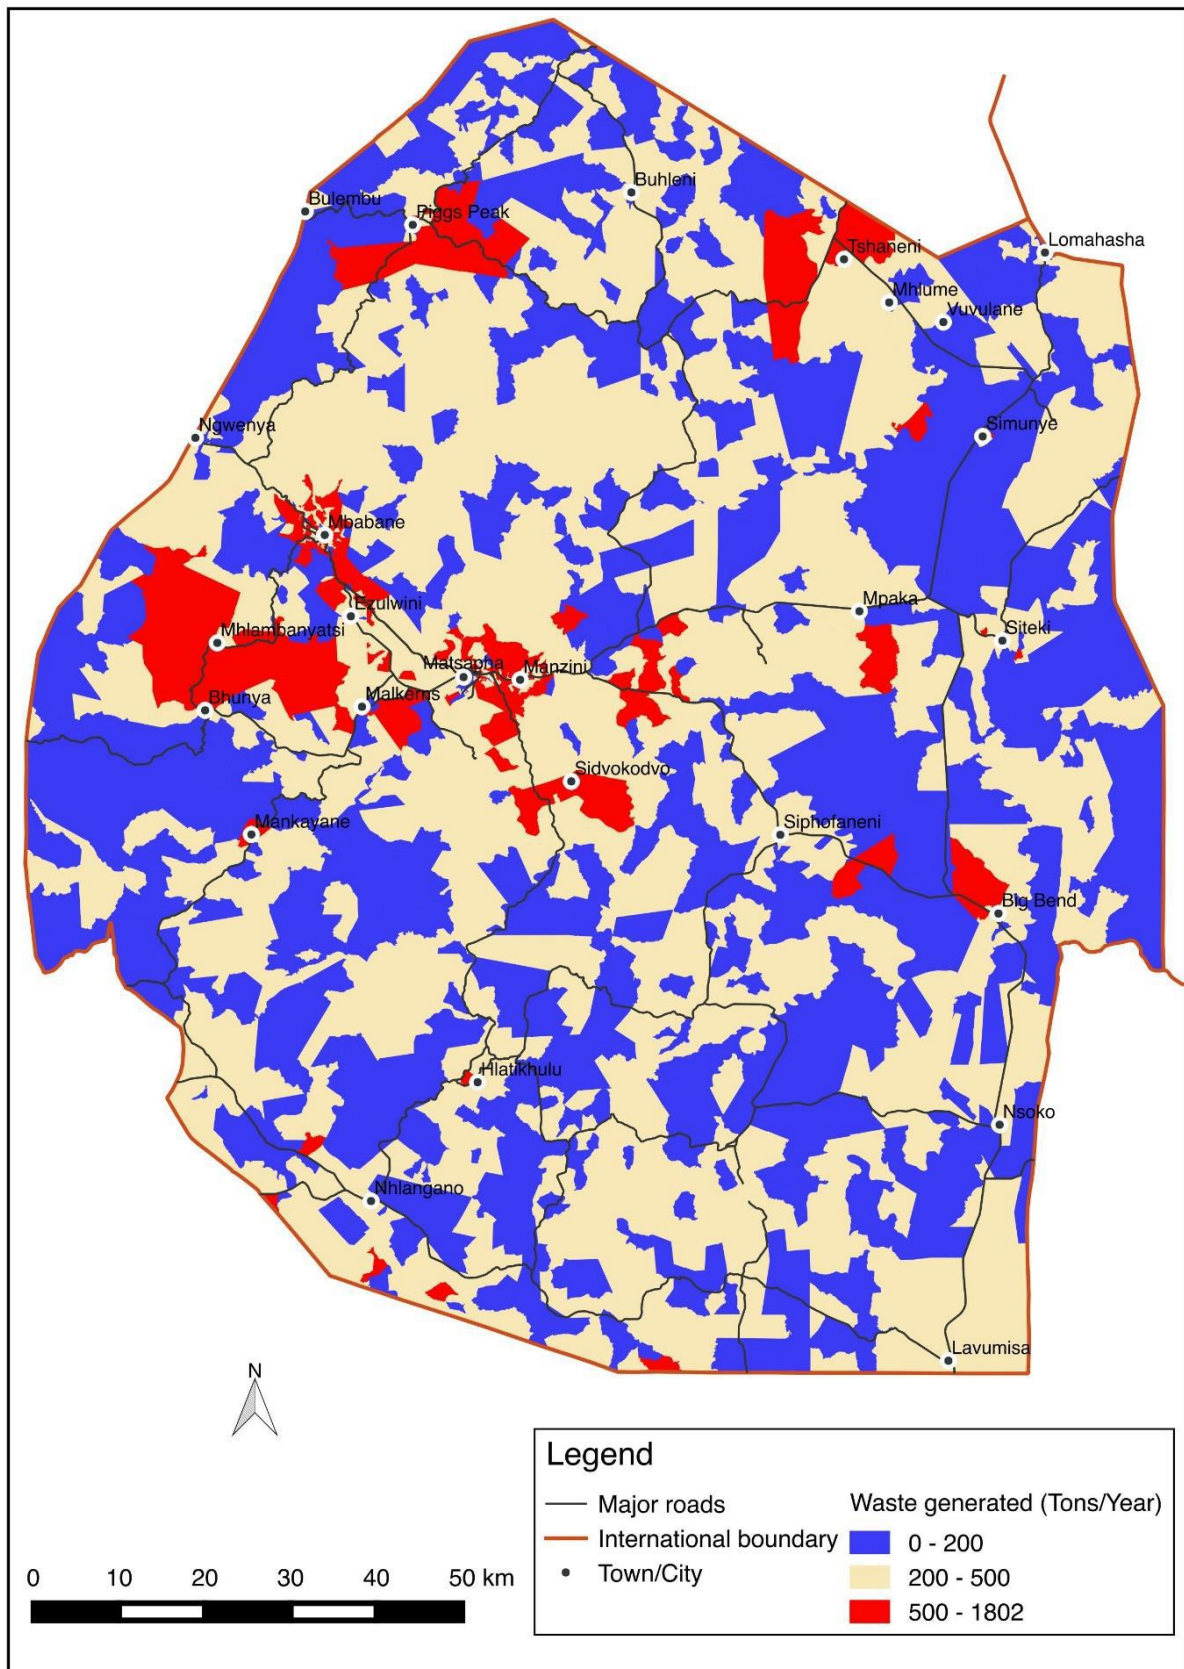 Buhleni
Bulembu
Piggs Peak
Lomahasha
Tshaneni
Mhlume
Vuvulane
Ngwenya
Simunye
Mbabane
Ezulwini
Mpaka
Siteki
Mhlambanyatsi
Matsapha
Manzini
Bhunya
Malkerns
Sidvokodvo
Mankayane
Siphofaneni
Big Bend
Hlatikhulu
Nsoko
Nhlangano
Lavumisa
N
Legend
Major roads
International boundary
Town/City
Waste generated (Tons/Year)
0 - 200
200 - 500
500 - 1802
0 10 20 30 40 50 km